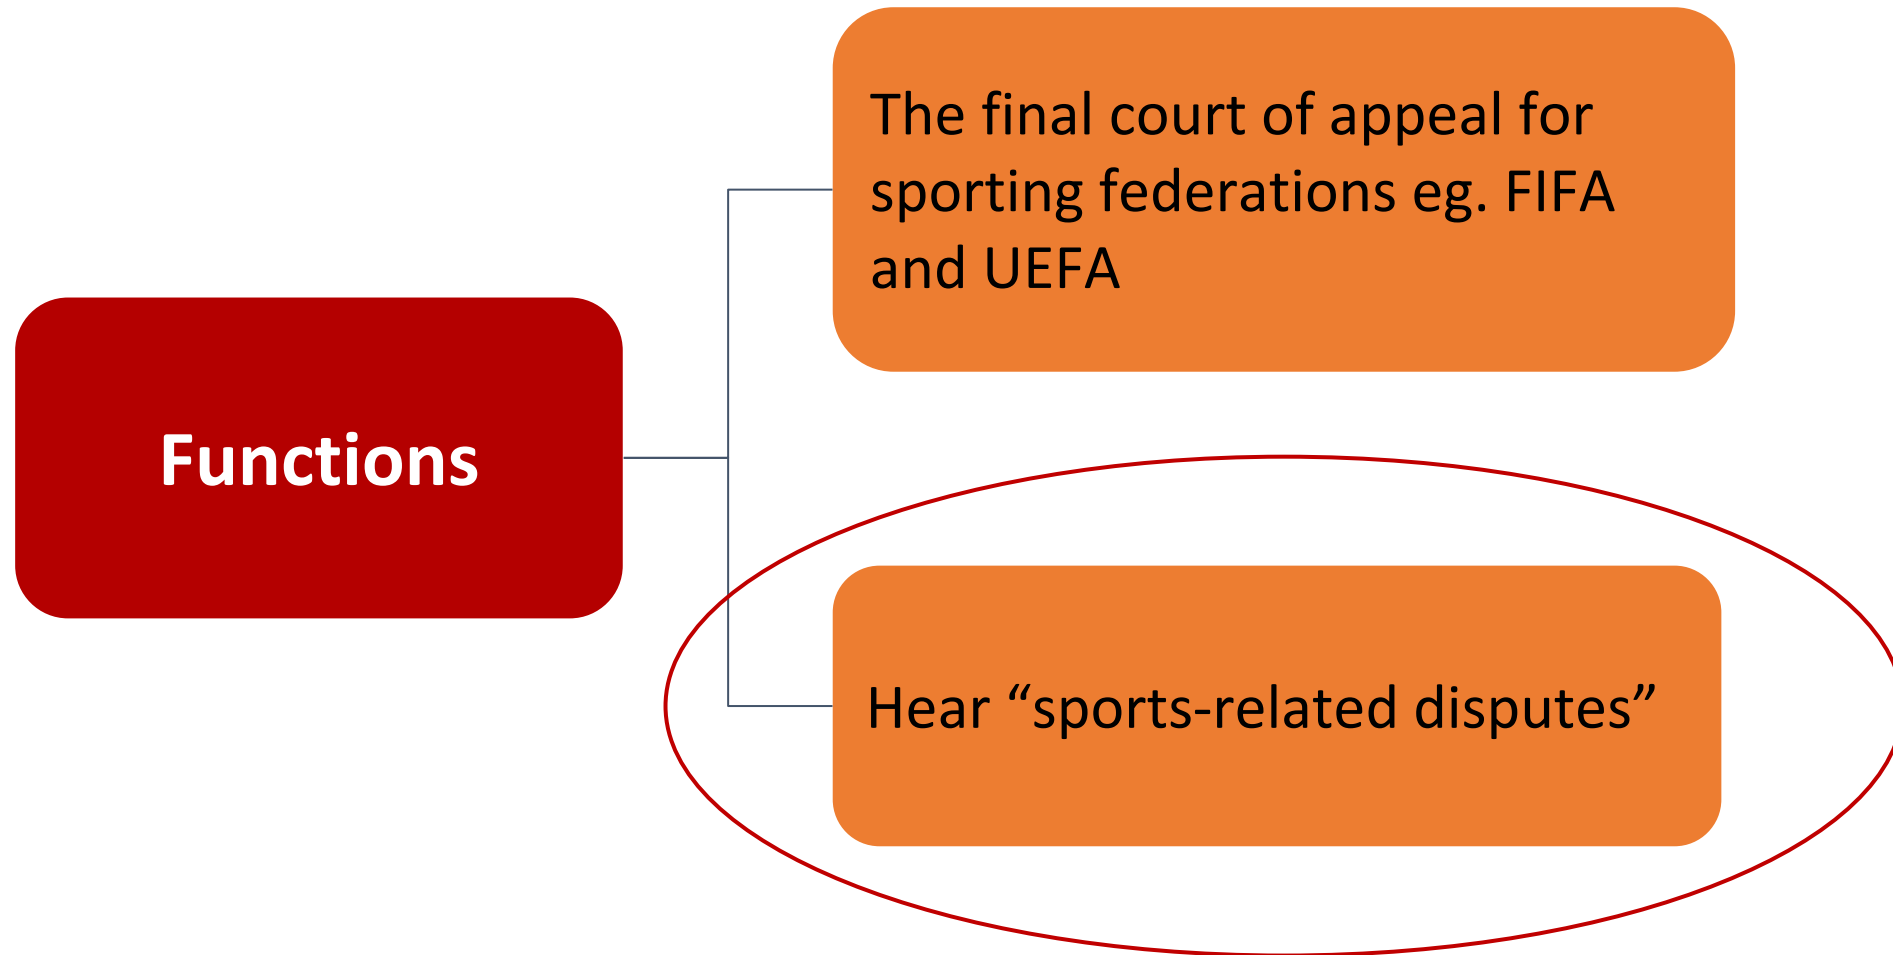 Functions
The final court of appeal for
sporting federations eg. FIFA
and UEFA
Hear “sports-related disputes”